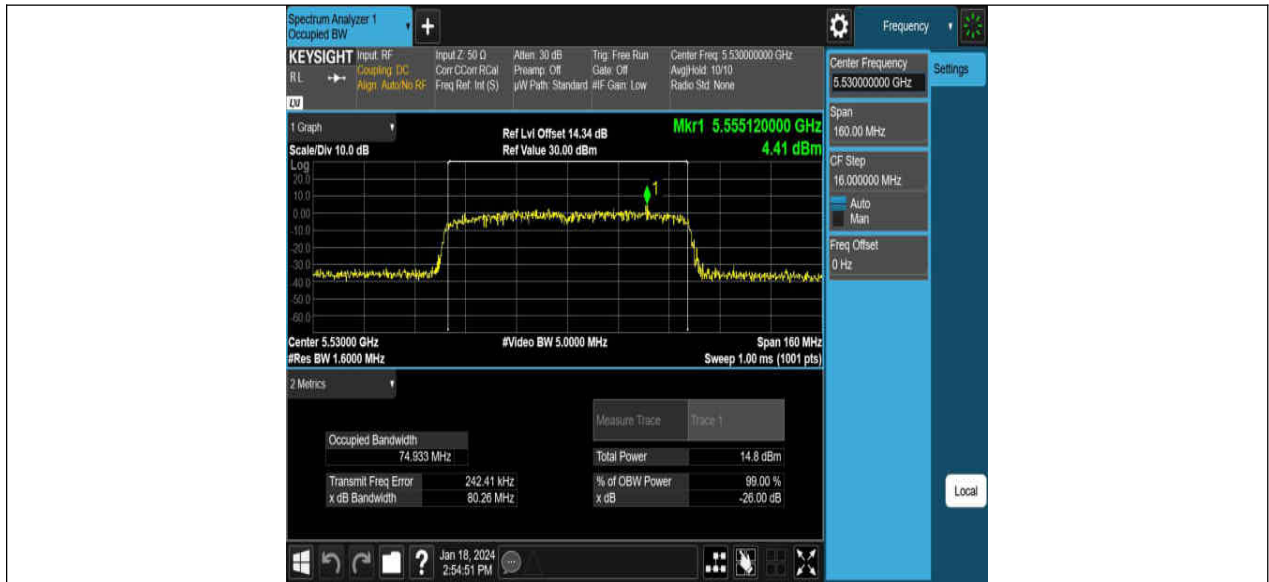 Spectrum Analyzer 1
Occupied BW
Frequency
KEYSIGHT
RL
LXI
Input: RF
Coupling: DC
Align: Auto/No RF
Input Z: 50 Ω
Corr CCorr RCal
Freq Ref: Int (S)
Atten: 30 dB
Preamp: Off
µW Path: Standard
Trig: Free Run
Gate: Off
#IF Gain: Low
Center Freq: 5.530000000 GHz
Avg|Hold: 10/10
Radio Std: None
Center Frequency
5.530000000 GHz
Settings
Span
160.00 MHz
CF Step
16.000000 MHz
Auto
Man
Freq Offset
0 Hz
Local
1 Graph
Scale/Div 10.0 dB
Ref Lvl Offset 14.34 dB
Ref Value 30.00 dBm
Mkr1 5.555120000 GHz
4.41 dBm
Log
20.0
10.0
0.00
-10.0
-20.0
-30.0
-40.0
-50.0
-60.0
1
Center 5.53000 GHz
#Res BW 1.6000 MHz
#Video BW 5.0000 MHz
Span 160 MHz
Sweep 1.00 ms (1001 pts)
2 Metrics
Measure Trace
Trace 1
Occupied Bandwidth
74.933 MHz
Total Power
14.8 dBm
Transmit Freq Error
242.41 kHz
% of OBW Power
99.00 %
x dB Bandwidth
80.26 MHz
x dB
-26.00 dB
?
Jan 18, 2024
2:54:51 PM